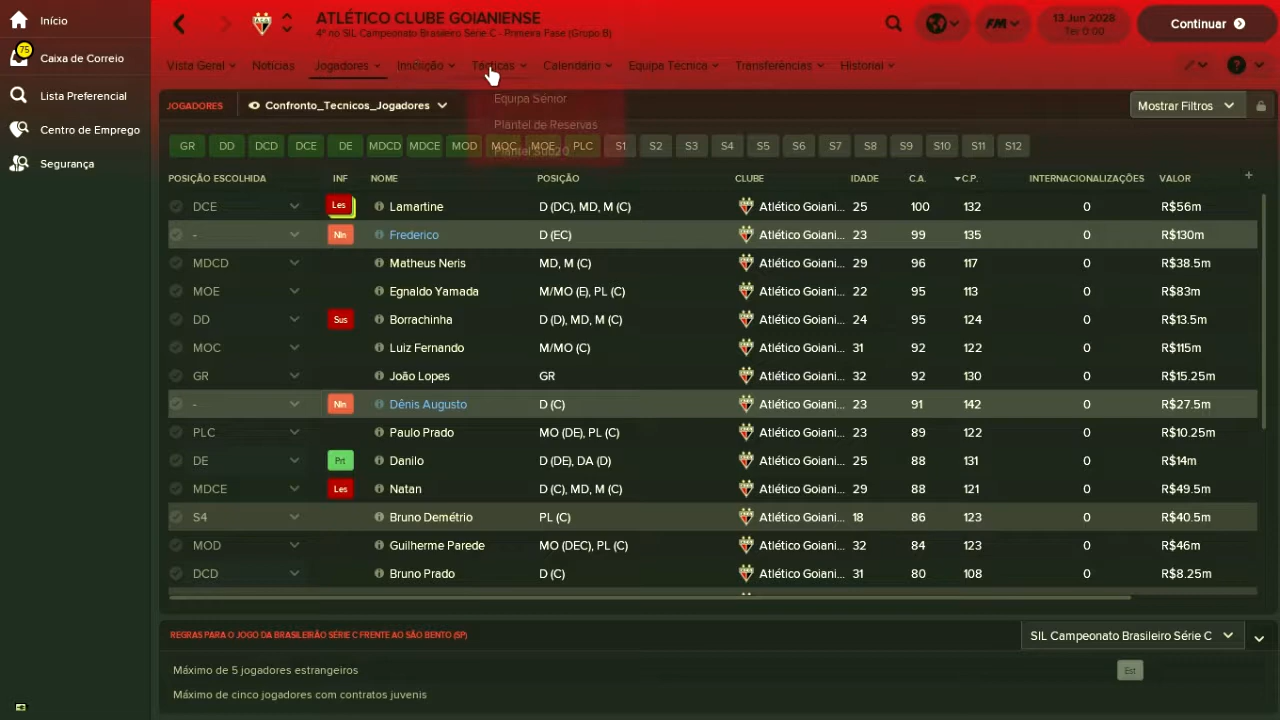 Início
75
Caixa de Correio
Lista Preferencial
Centro de Emprego
Segurança
ATLÉTICO CLUBE GOIANIENSE
4º no SIL Campeonato Brasileiro Série C - Primeira Fase (Grupo B)
FM
13 Jun 2028
Ter 0:00
Continuar
Vista Geral
Notícias
Jogadores
Imbuição
Tácticas
Calendário
Equipa Técnica
Transferências
Historial
Equipa Sénior
Plantel de Reservas
Plantel Sub20
JOGADORES
Confronto_Tecnicos_Jogadores
Mostrar Filtros
GR DD DCD DCE DE MDCD MDCE MOD MOC MOE PLC S1 S2 S3 S4 S5 S6 S7 S8 S9 S10 S11 S12
POSIÇÃO ESCOLHIDA INF NOME POSIÇÃO CLUBE IDADE C.A. C.P. INTERNACIONALIZAÇÕES VALOR
DCE Les Lamartine D (DC), MD, M (C) Atlético Goiani... 25 100 132 0 R$56m
- NIn Frederico D (EC) Atlético Goiani... 23 99 135 0 R$130m
MDCD Matheus Neris MD, M (C) Atlético Goiani... 29 96 117 0 R$38.5m
MOE Egnaldo Yamada M/MO (E), PL (C) Atlético Goiani... 22 95 113 0 R$83m
DD Sus Borrachinha D (D), MD, M (C) Atlético Goiani... 24 95 124 0 R$13.5m
MOC Luiz Fernando M/MO (C) Atlético Goiani... 31 92 122 0 R$115m
GR João Lopes GR Atlético Goiani... 32 92 130 0 R$15.25m
- NIn Dênis Augusto D (C) Atlético Goiani... 23 91 142 0 R$27.5m
PLC Paulo Prado MO (DE), PL (C) Atlético Goiani... 23 89 122 0 R$10.25m
DE Prt Danilo D (DE), DA (D) Atlético Goiani... 25 88 131 0 R$14m
MDCE Les Natan D (C), MD, M (C) Atlético Goiani... 29 88 121 0 R$49.5m
S4 Bruno Demétrio PL (C) Atlético Goiani... 18 86 123 0 R$40.5m
MOD Guilherme Parede MO (DEC), PL (C) Atlético Goiani... 32 84 123 0 R$46m
DCD Bruno Prado D (C) Atlético Goiani... 31 80 108 0 R$8.25m
REGRAS PARA O JOGO DA BRASILEIRÃO SÉRIE C FRENTE AO SÃO BENTO (SP)
SIL Campeonato Brasileiro Série C
Máximo de 5 jogadores estrangeiros
Est
Máximo de cinco jogadores com contratos juvenis